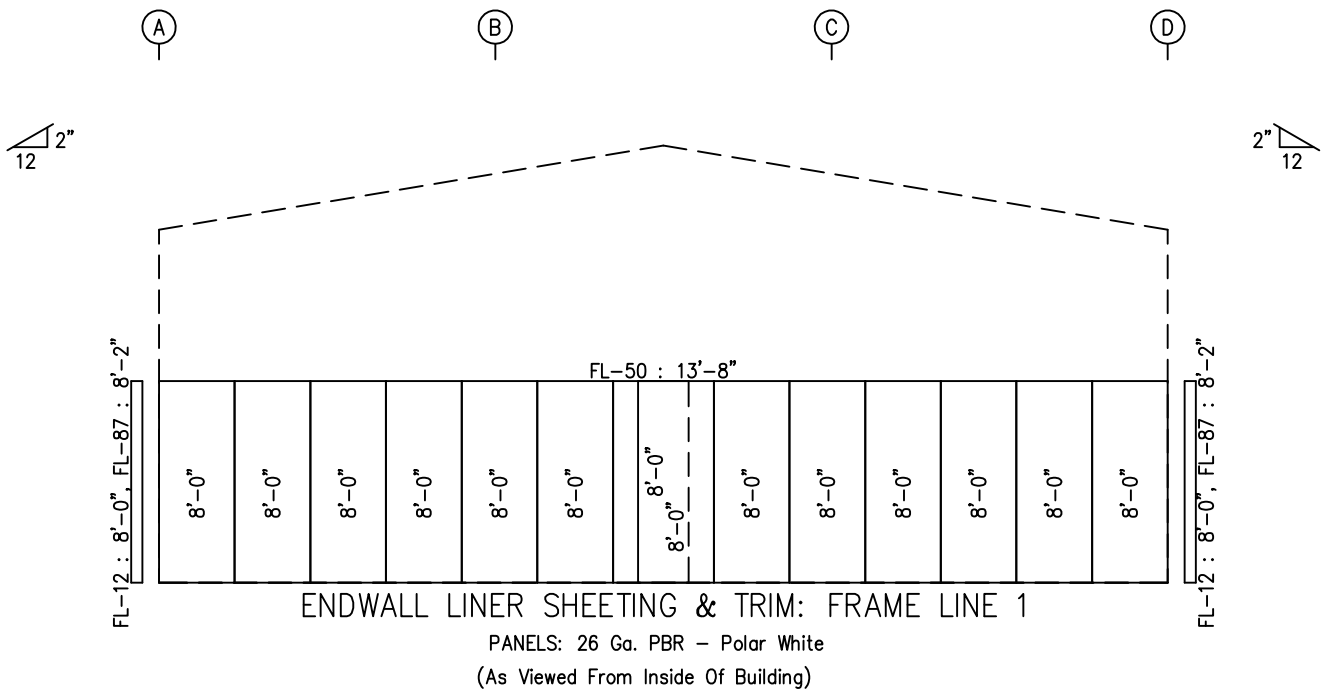 A
B
C
D
2"
12
2"
12
FL-50 : 13'-8"
FL-12 : 8'-0", FL-87 : 8'-2"
8'-0"
8'-0"
8'-0"
8'-0"
8'-0"
8'-0"
8'-0"
8'-0"
8'-0"
8'-0"
8'-0"
8'-0"
8'-0"
8'-0"
FL-12 : 8'-0", FL-87 : 8'-2"
ENDWALL LINER SHEETING & TRIM: FRAME LINE 1
PANELS: 26 Ga. PBR - Polar White
(As Viewed From Inside Of Building)